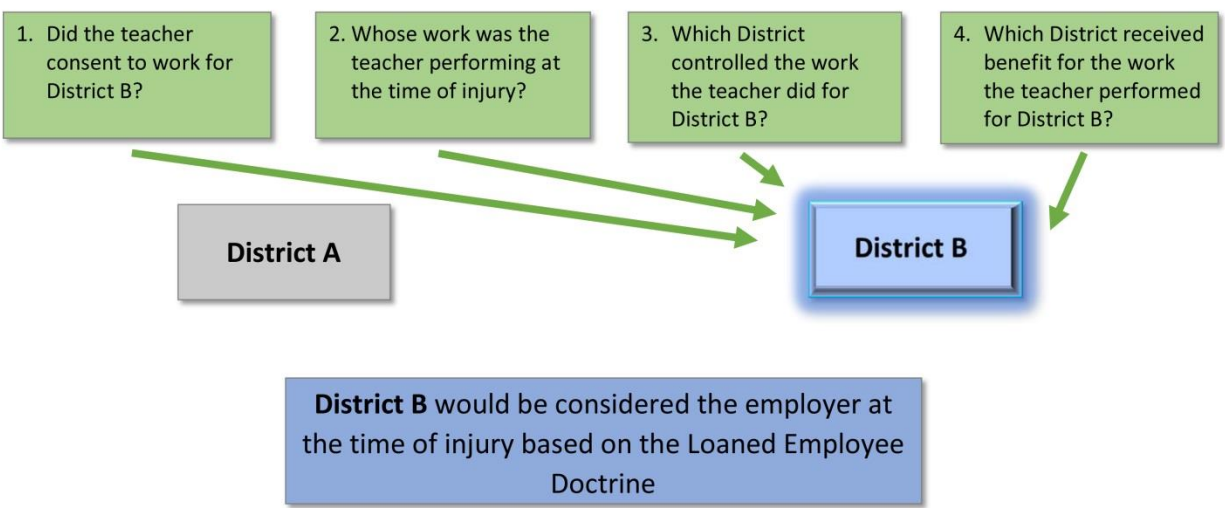 1. Did the teacher
consent to work for
District B?
2. Whose work was the
teacher performing at
the time of injury?
3. Which District
controlled the work
the teacher did for
District B?
4. Which District received
benefit for the work
the teacher performed
for District B?
District A
District B
District B would be considered the employer at
the time of injury based on the Loaned Employee
Doctrine